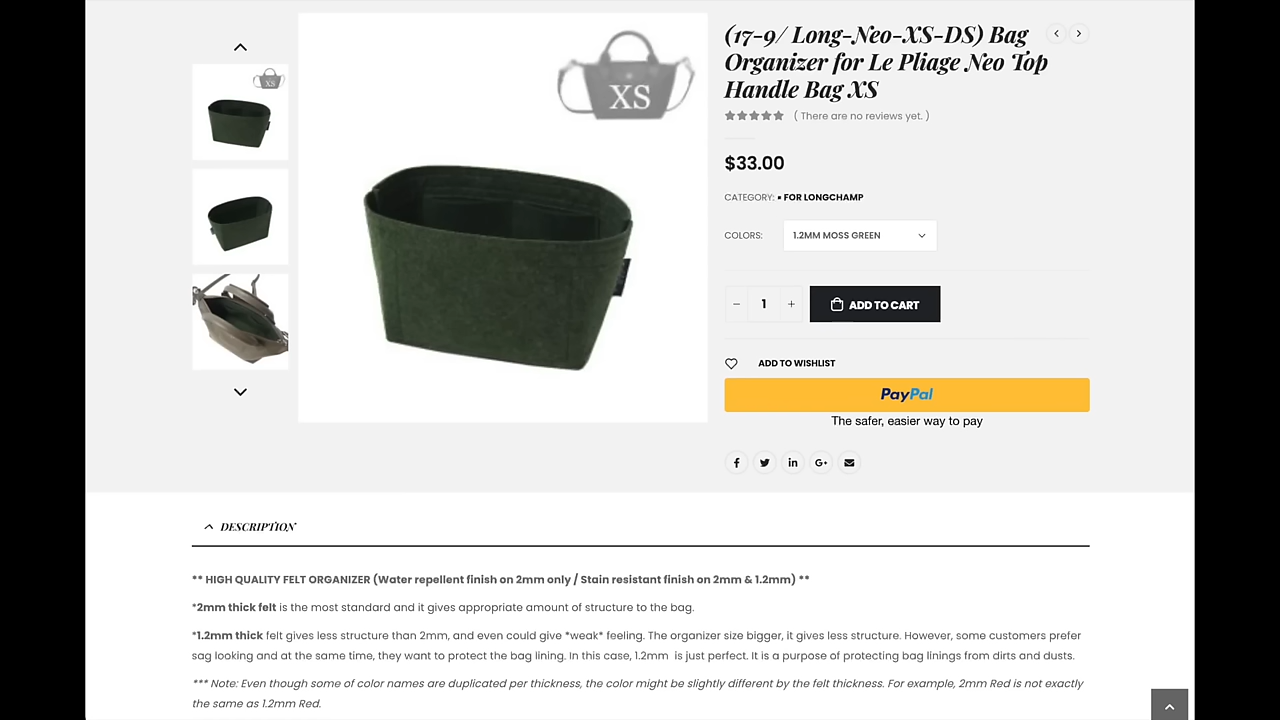 XS
XS
(17-9/ Long-Neo-XS-DS) Bag
Organizer for Le Pliage Neo Top
Handle Bag XS
( There are no reviews yet. )
$33.00
CATEGORY: ▪ FOR LONGCHAMP
COLORS: 1.2MM MOSS GREEN
− 1 + ADD TO CART
ADD TO WISHLIST
PayPal
The safer, easier way to pay
f in G+
DESCRIPTION
** HIGH QUALITY FELT ORGANIZER (Water repellent finish on 2mm only / Stain resistant finish on 2mm & 1.2mm) **
*2mm thick felt is the most standard and it gives appropriate amount of structure to the bag.
*1.2mm thick felt gives less structure than 2mm, and even could give *weak* feeling. The organizer size bigger, it gives less structure. However, some customers prefer
sag looking and at the same time, they want to protect the bag lining. In this case, 1.2mm is just perfect. It is a purpose of protecting bag linings from dirts and dusts.
*** Note: Even though some of color names are duplicated per thickness, the color might be slightly different by the felt thickness. For example, 2mm Red is not exactly
the same as 1.2mm Red.